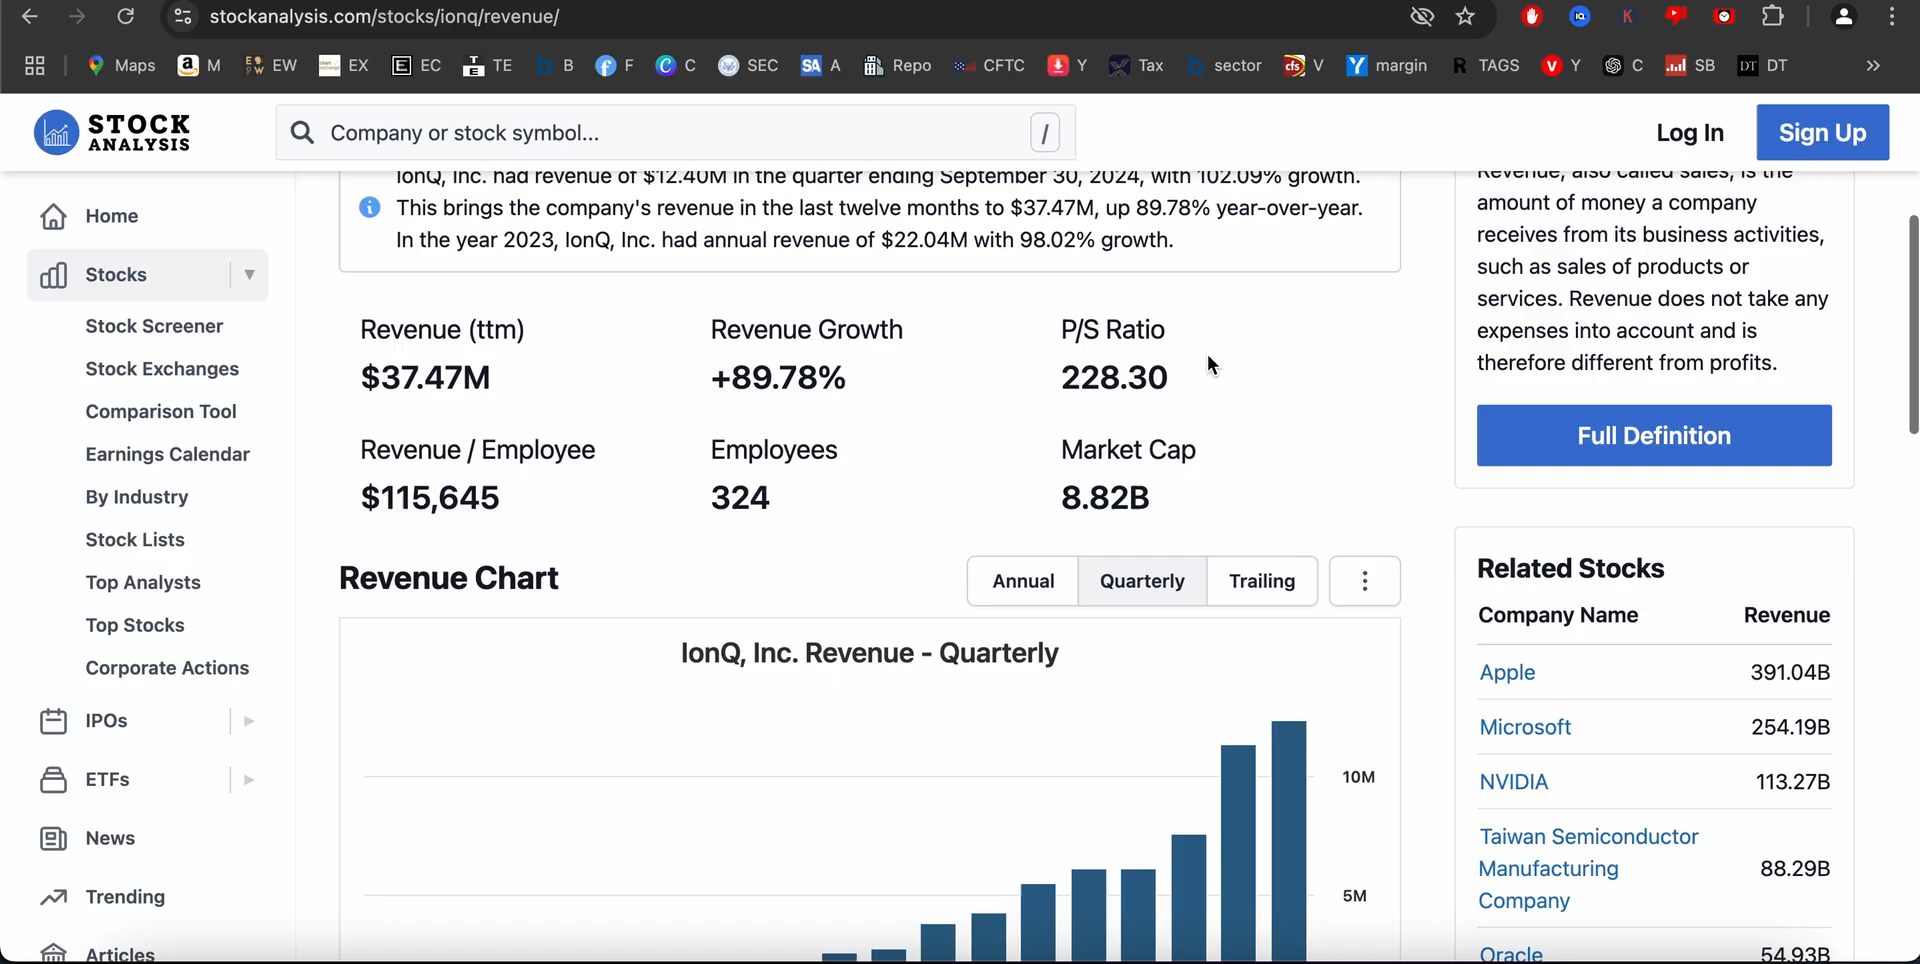 stockanalysis.com/stocks/ionq/revenue/
Maps
M
EW
EX
EC
TE
B
F
C
SEC
SA A
Repo
CFTC
Y
Tax
sector
cfs V
Y margin
R TAGS
V Y
C
SB
DT DT
STOCK
ANALYSIS
Company or stock symbol...
/
Log In
Sign Up
Home
Stocks
Stock Screener
Stock Exchanges
Comparison Tool
Earnings Calendar
By Industry
Stock Lists
Top Analysts
Top Stocks
Corporate Actions
IPOs
ETFs
News
Trending
Articles
IonQ, Inc. had revenue of $12.40M in the quarter ending September 30, 2024, with 102.09% growth.
This brings the company's revenue in the last twelve months to $37.47M, up 89.78% year-over-year.
In the year 2023, IonQ, Inc. had annual revenue of $22.04M with 98.02% growth.
Revenue (ttm)
$37.47M
Revenue Growth
+89.78%
P/S Ratio
228.30
Revenue / Employee
$115,645
Employees
324
Market Cap
8.82B
Revenue Chart
Annual
Quarterly
Trailing
IonQ, Inc. Revenue - Quarterly
10M
5M
Revenue, also called sales, is the
amount of money a company
receives from its business activities,
such as sales of products or
services. Revenue does not take any
expenses into account and is
therefore different from profits.
Full Definition
Related Stocks
Company Name Revenue
Apple 391.04B
Microsoft 254.19B
NVIDIA 113.27B
Taiwan Semiconductor
Manufacturing 88.29B
Company
Oracle 54.93B